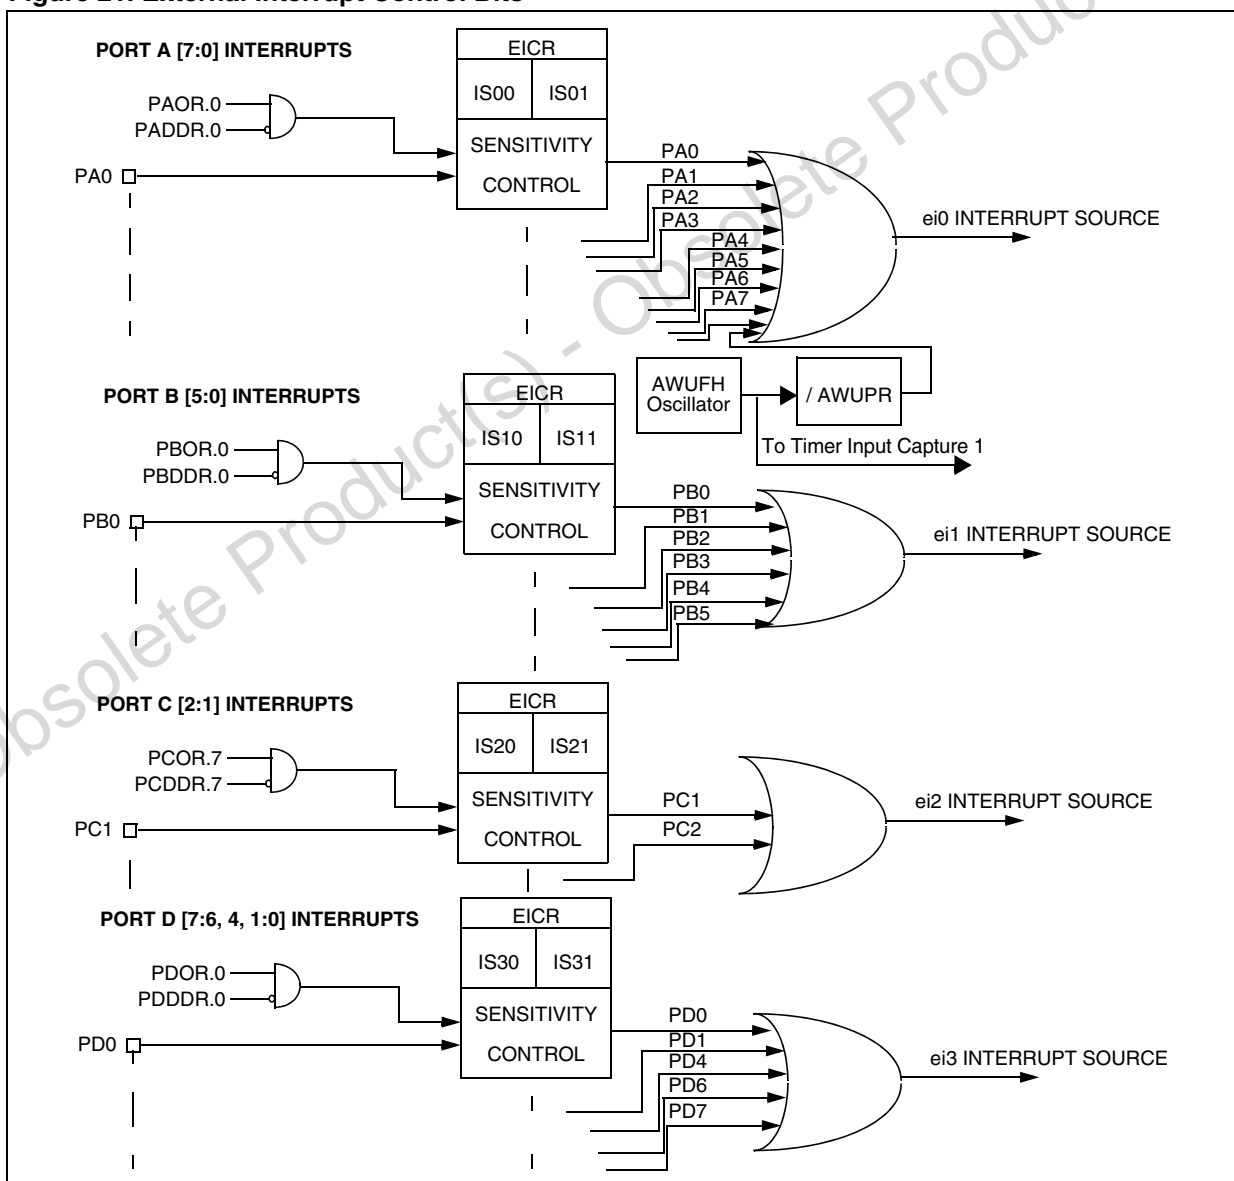 Figure 21. External Interrupt Control Bits
PORT A [7:0] INTERRUPTS
EICR
IS00 IS01
PAOR.0
PADDR.0
SENSITIVITY
CONTROL
PA0
PA0
PA1
PA2
PA3
PA4
PA5
PA6
PA7
ei0 INTERRUPT SOURCE
AWUFH
Oscillator
/ AWUPR
To Timer Input Capture 1
PORT B [5:0] INTERRUPTS
EICR
IS10 IS11
PBOR.0
PBDDR.0
SENSITIVITY
CONTROL
PB0
PB0
PB1
PB2
PB3
PB4
PB5
ei1 INTERRUPT SOURCE
PORT C [2:1] INTERRUPTS
EICR
IS20 IS21
PCOR.7
PCDDR.7
SENSITIVITY
CONTROL
PC1
PC1
PC2
ei2 INTERRUPT SOURCE
PORT D [7:6, 4, 1:0] INTERRUPTS
EICR
IS30 IS31
PDOR.0
PDDDR.0
SENSITIVITY
CONTROL
PD0
PD0
PD1
PD4
PD6
PD7
ei3 INTERRUPT SOURCE
Obsolete Product(s) - Obsolete Produc